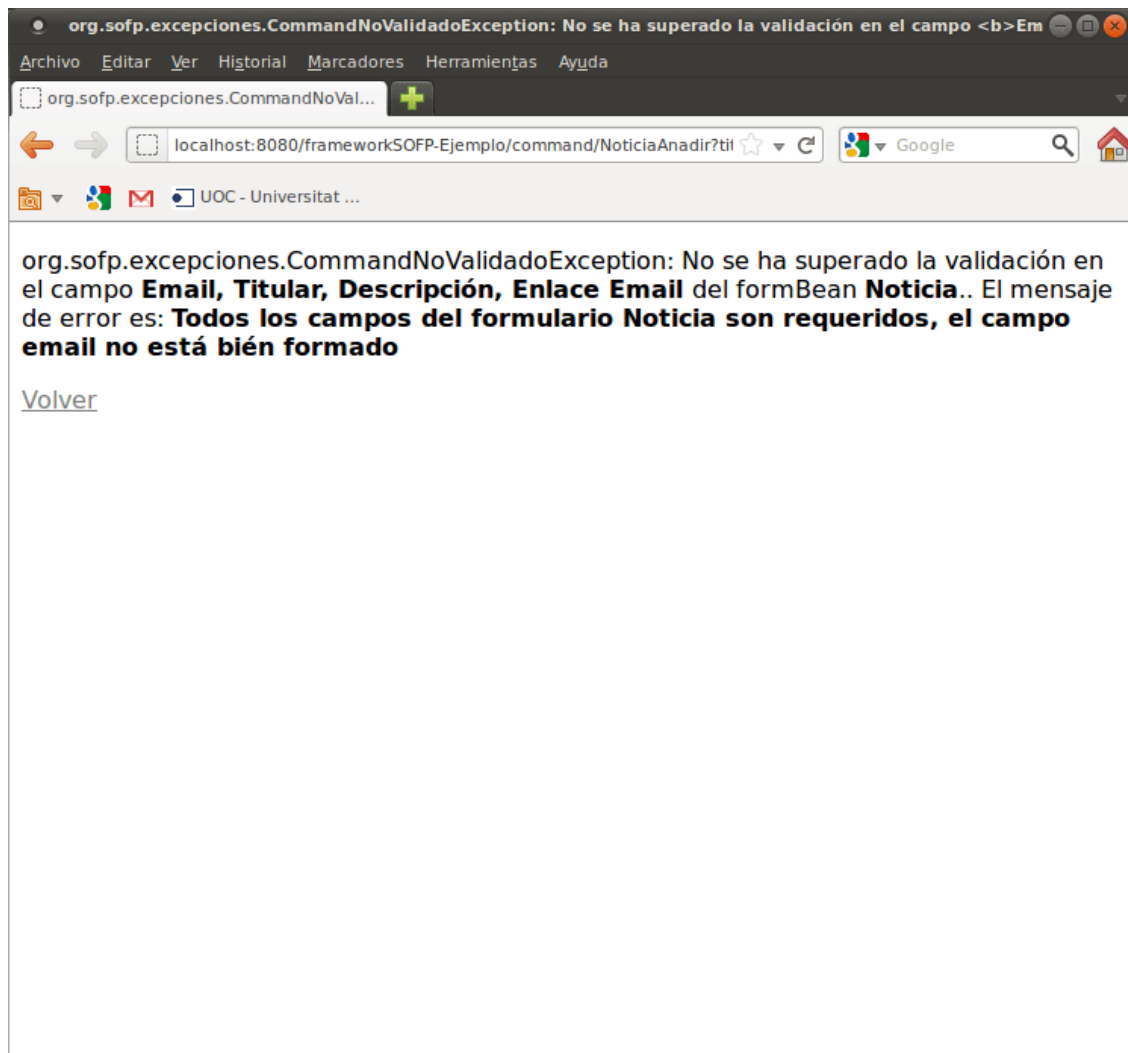 org.sofp.excepciones.CommandNoValidadoException: No se ha superado la validación en el campo <b>Em
Archivo Editar Ver Historial Marcadores Herramientas Ayuda
org.sofp.excepciones.CommandNoVal...
localhost:8080/frameworkSOFP-Ejemplo/command/NoticiaAnadir?tit
Google
UOC - Universitat ...
org.sofp.excepciones.CommandNoValidadoException: No se ha superado la validación en
el campo Email, Titular, Descripción, Enlace Email del formBean Noticia.. El mensaje
de error es: Todos los campos del formulario Noticia son requeridos, el campo
email no está bién formado
Volver